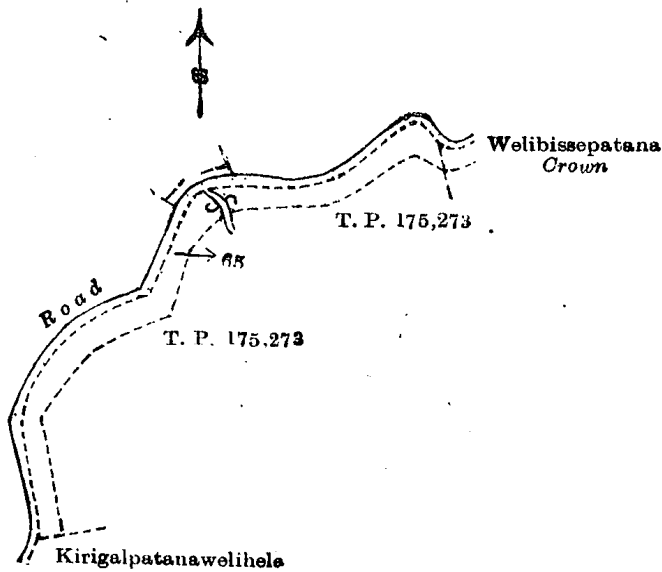 Welibissepatana
Crown
T. P. 175,273
65
Road
T. P. 175,273
Kirigalpatanawelihela